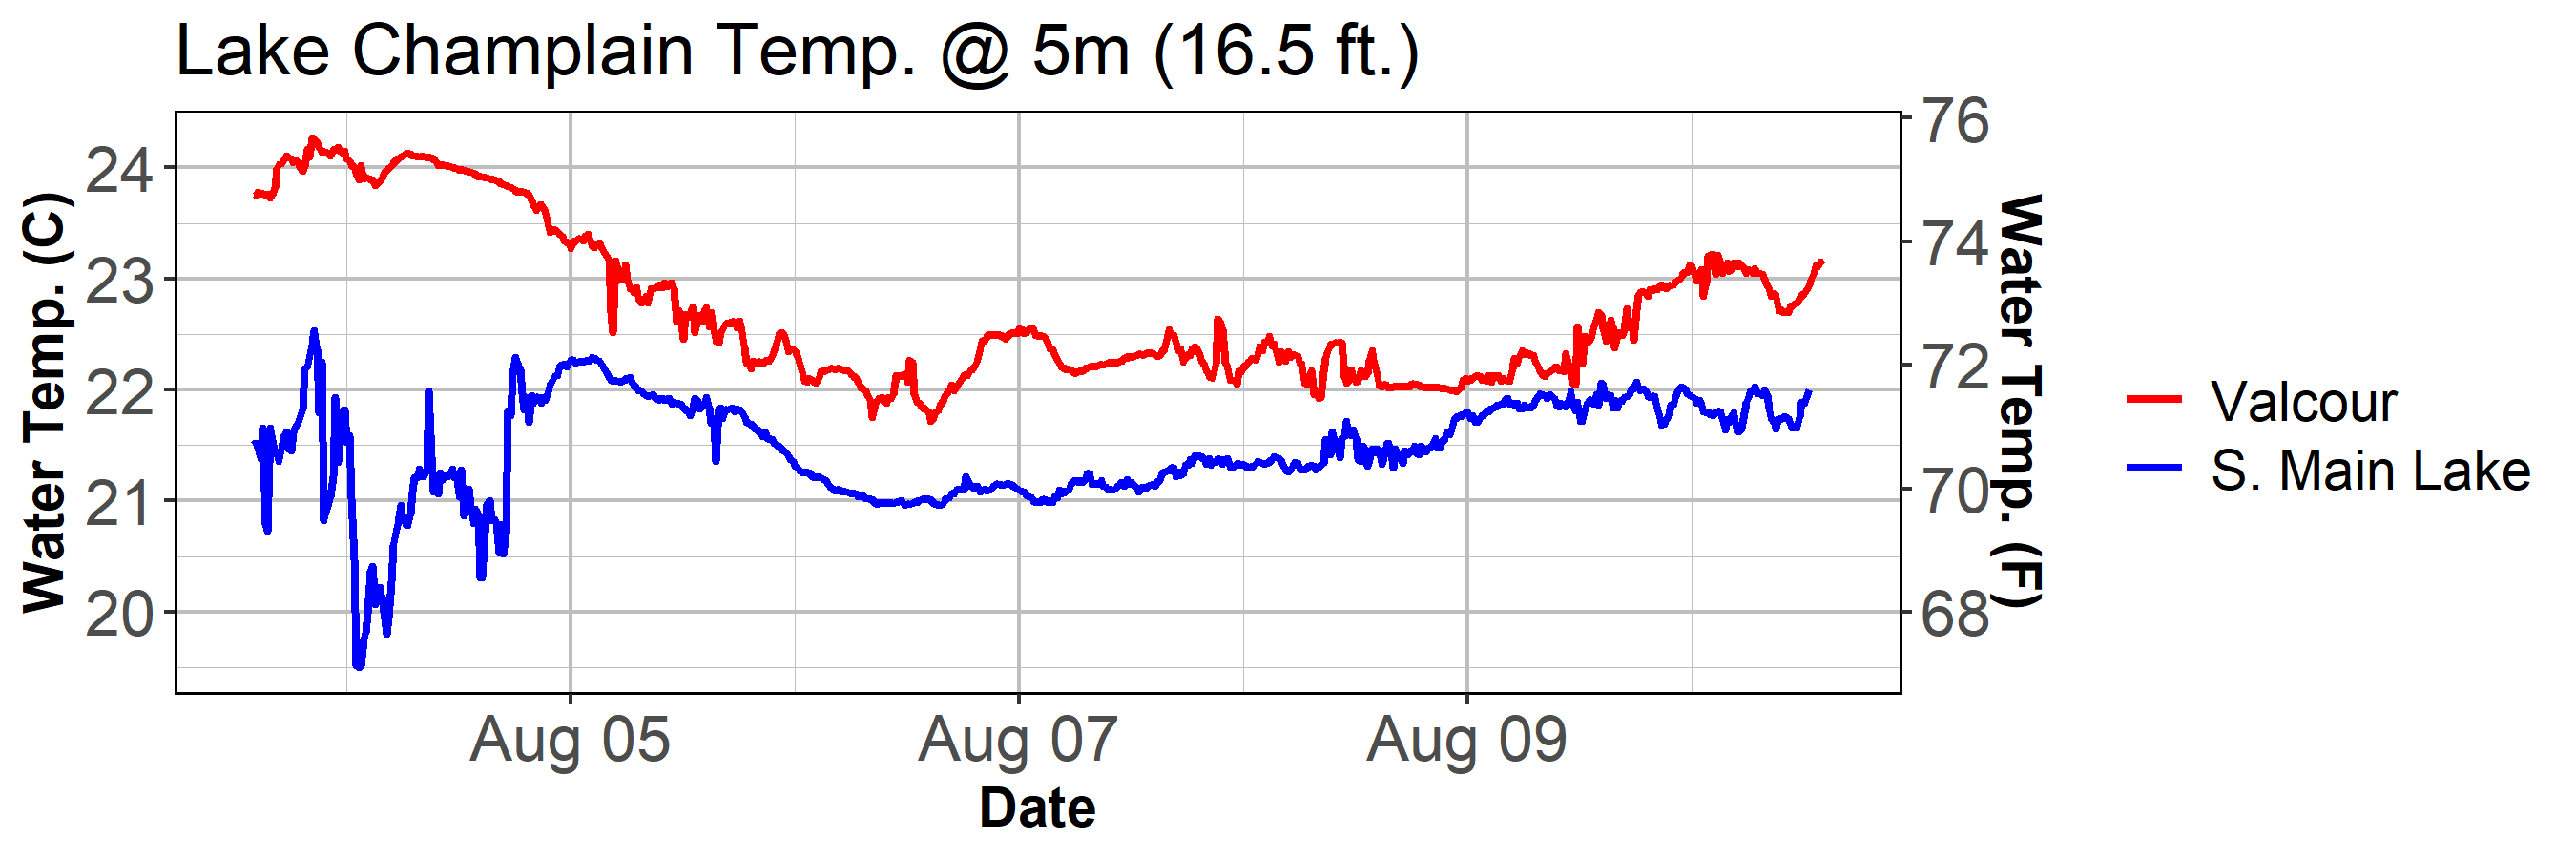 Lake Champlain Temp. @ 5m (16.5 ft.)
Water Temp. (C)
24
23
22
21
20
76
74
72
70
68
Water Temp. (F)
Aug 05
Aug 07
Aug 09
Date
Valcour
S. Main Lake